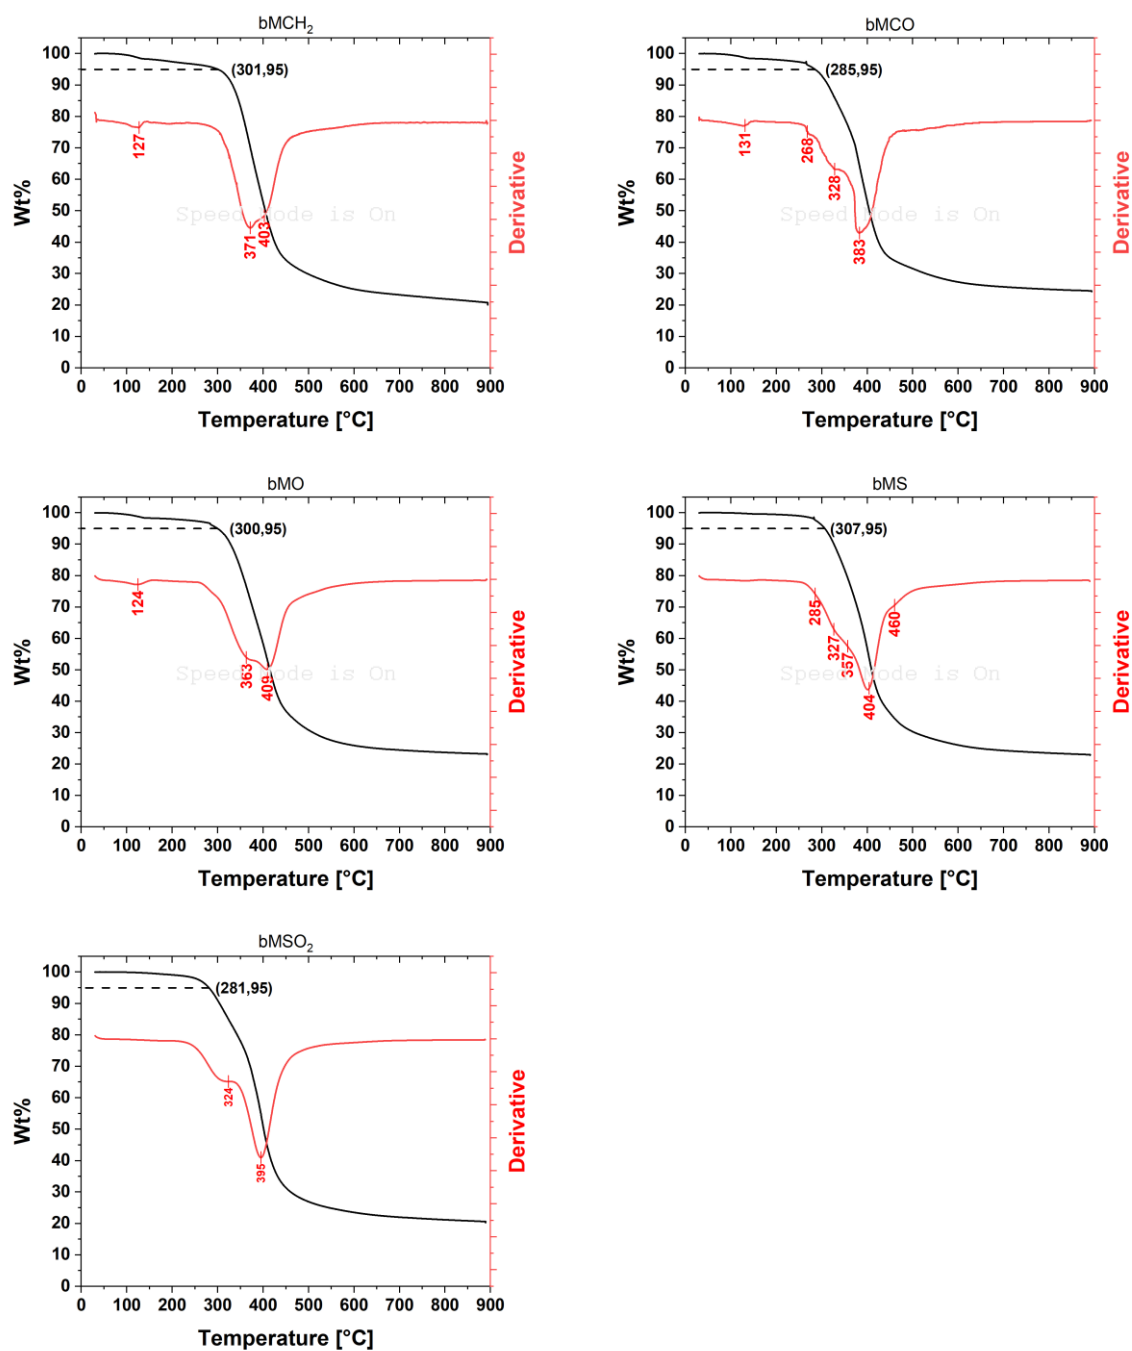 bMCH₂
100
90
80
70
60
50
40
30
20
10
0
Wt%
(301,95)
127
371
403
Speed Mode is On
Derivative
0 100 200 300 400 500 600 700 800 900
Temperature [°C]
bMCO
100
90
80
70
60
50
40
30
20
10
0
Wt%
(285,95)
131
268
328
383
Speed Mode is On
Derivative
0 100 200 300 400 500 600 700 800 900
Temperature [°C]
bMO
100
90
80
70
60
50
40
30
20
10
0
Wt%
(300,95)
124
363
409
Speed Mode is On
Derivative
0 100 200 300 400 500 600 700 800 900
Temperature [°C]
bMS
100
90
80
70
60
50
40
30
20
10
0
Wt%
(307,95)
285
327
357
404
460
Speed Mode is On
Derivative
0 100 200 300 400 500 600 700 800 900
Temperature [°C]
bMSO₂
100
90
80
70
60
50
40
30
20
10
0
Wt%
(281,95)
324
395
Derivative
0 100 200 300 400 500 600 700 800 900
Temperature [°C]